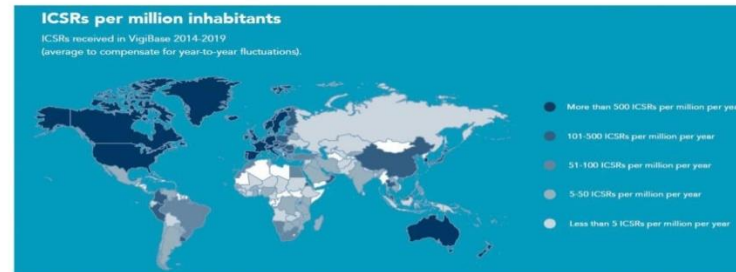 ICSRs per million inhabitants
ICSRs received in VigiBase 2014-2019
(average to compensate for year-to-year fluctuations).
More than 500 ICSRs per million per yea
101-500 ICSRs per million per year
51-100 ICSRs per million per year
5-50 ICSRs per million per year
Less than 5 ICSRs per million per year